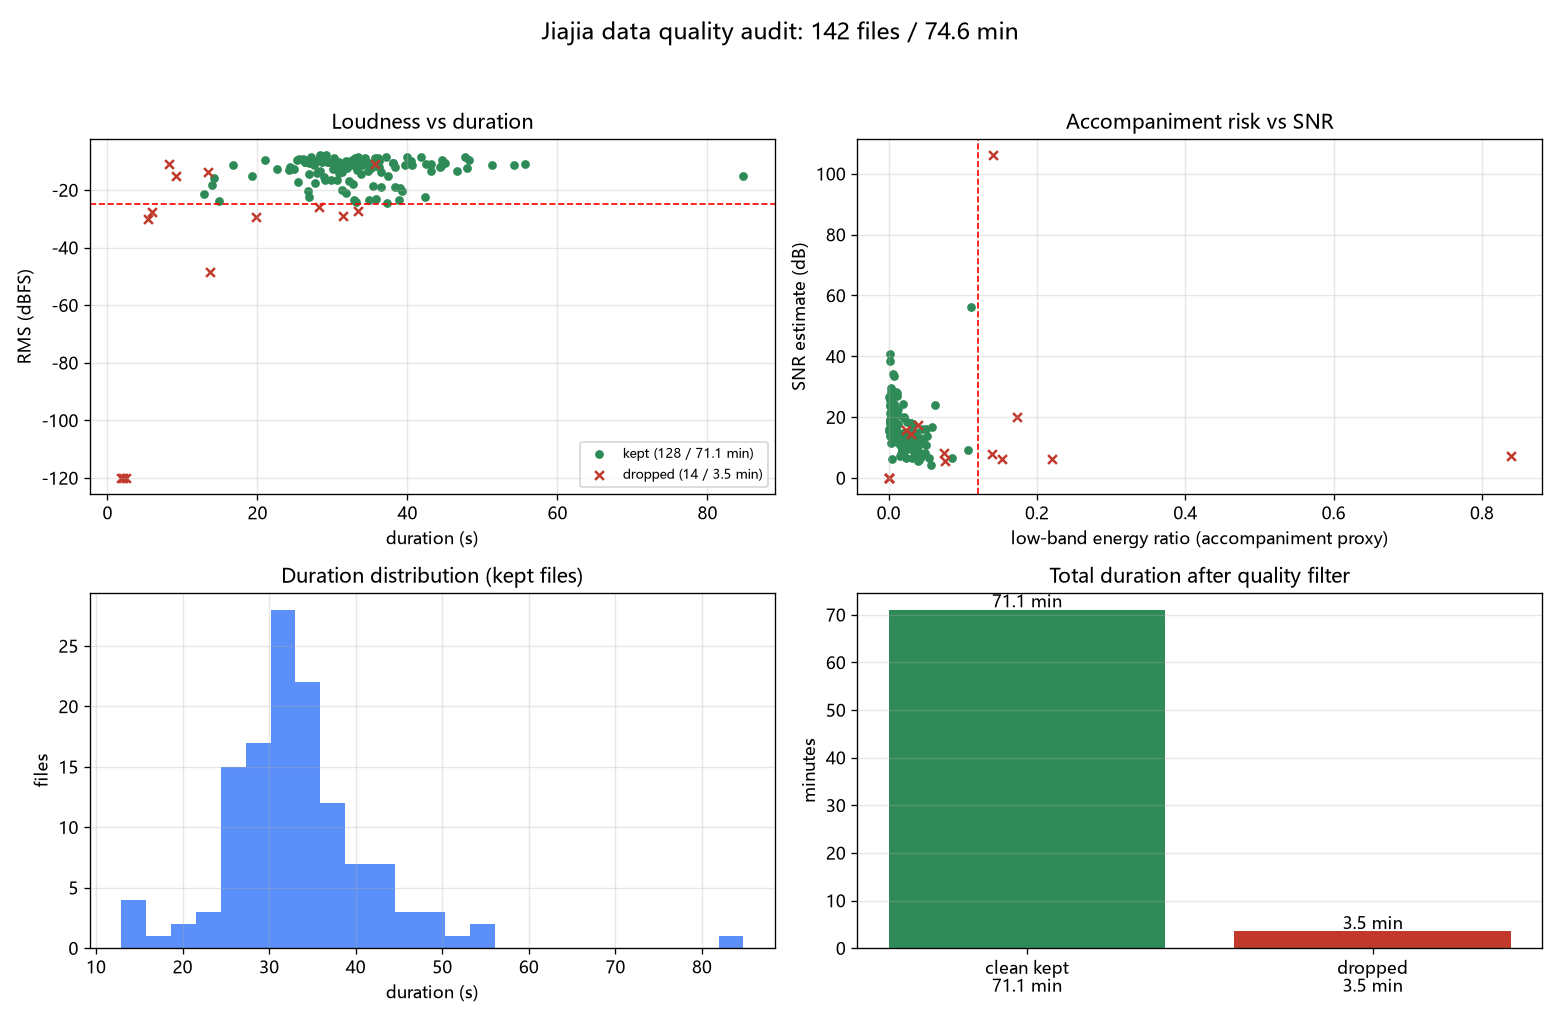 Jiajia data quality audit: 142 files / 74.6 min
Loudness vs duration
RMS (dBFS)
-20
-40
-60
-80
-100
-120
kept (128 / 71.1 min)
dropped (14 / 3.5 min)
0 20 40 60 80
duration (s)
Accompaniment risk vs SNR
SNR estimate (dB)
100
80
60
40
20
0
0.0 0.2 0.4 0.6 0.8
low-band energy ratio (accompaniment proxy)
Duration distribution (kept files)
files
25
20
15
10
5
0
10 20 30 40 50 60 70 80
duration (s)
Total duration after quality filter
minutes
70
60
50
40
30
20
10
0
71.1 min
3.5 min
clean kept
71.1 min
dropped
3.5 min